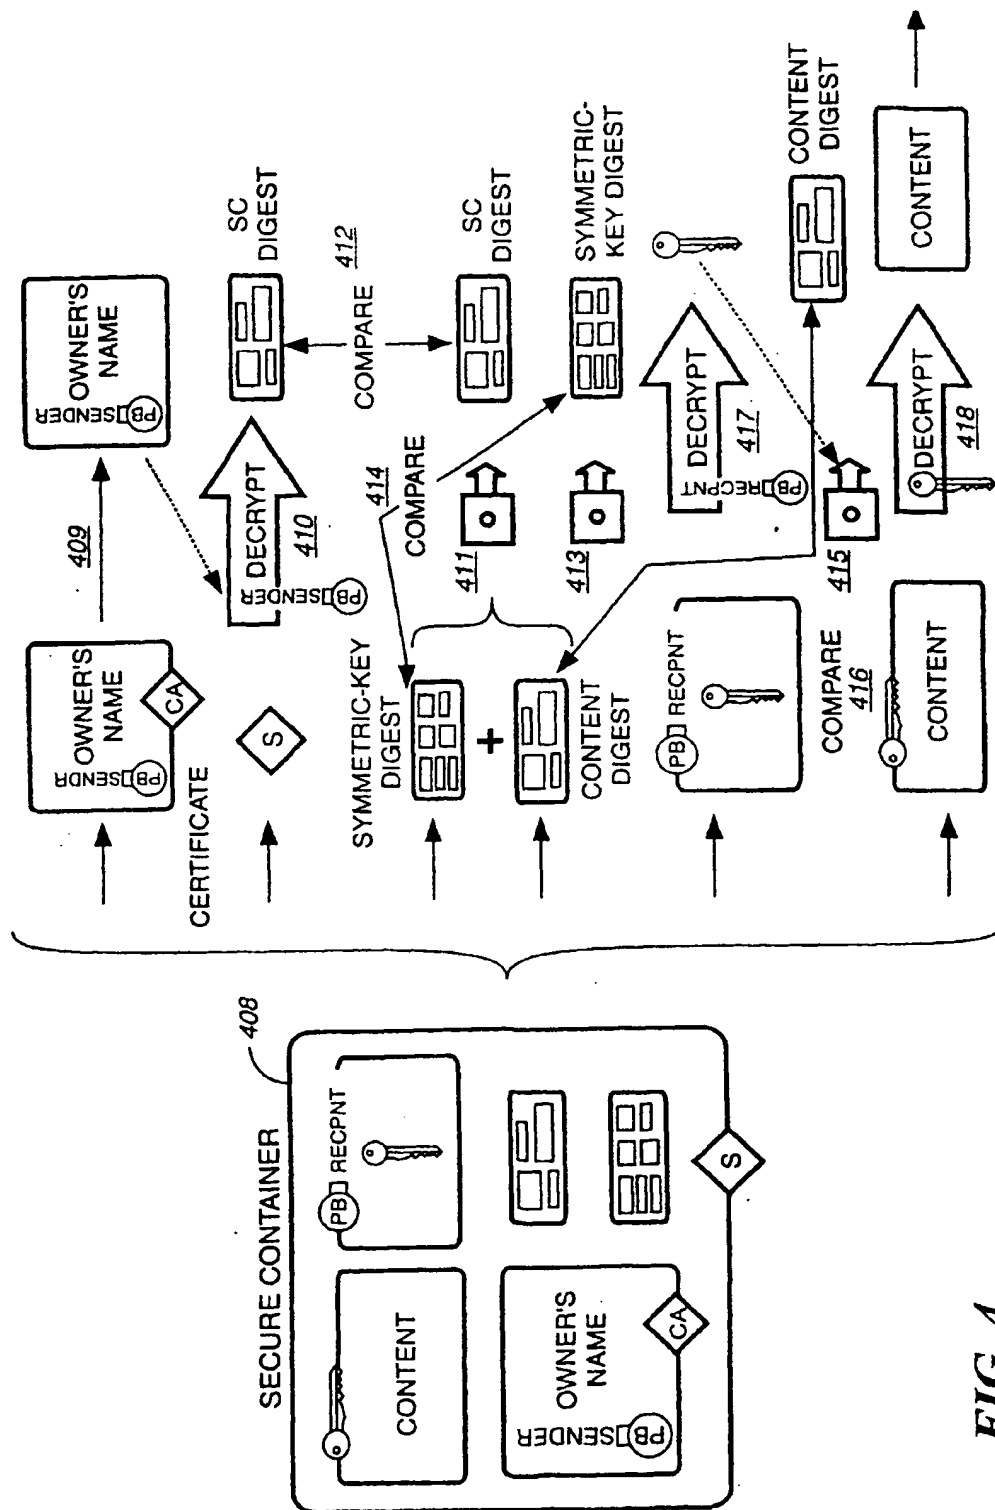 SECURE CONTAINER
408
CONTENT
PB RECPNT
PB SENDER
OWNER'S
NAME
CA
S
PB SENDR
OWNER'S
NAME
CA
CERTIFICATE
409
OWNER'S
NAME
PB SENDER
S
PB SENDER
DECRYPT
410
SC
DIGEST
COMPARE
412
SYMMETRIC-KEY
DIGEST
+
CONTENT
DIGEST
414
COMPARE
411
SC
DIGEST
413
SYMMETRIC-
KEY DIGEST
PB RECPNT
PB RECPNT
DECRYPT
417
COMPARE
416
415
CONTENT
DIGEST
CONTENT
DECRYPT
418
CONTENT
FIG. 4